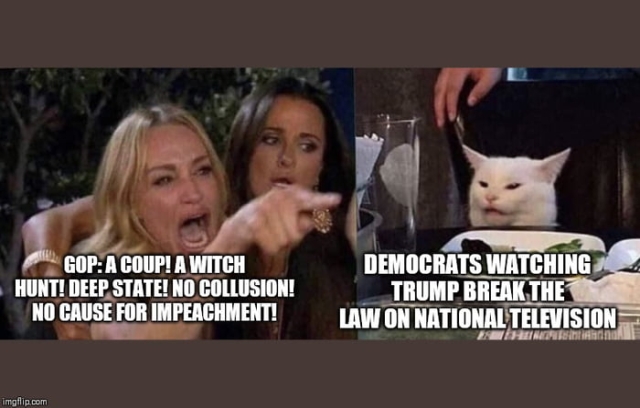 GOP: A COUP! A WITCH
HUNT! DEEP STATE! NO COLLUSION!
NO CAUSE FOR IMPEACHMENT!
DEMOCRATS WATCHING
TRUMP BREAK THE
LAW ON NATIONAL TELEVISION
imgflip.com